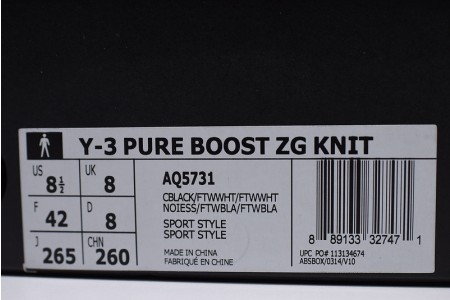 Y-3 PURE BOOST ZG KNIT
US 8½ UK 8
F 42 D 8
J 265 CHN 260
AQ5731
CBLACK/FTWWHT/FTWWHT
NOIESS/FTWBLA/FTWBLA
SPORT STYLE
SPORT STYLE
MADE IN CHINA
FABRIQUÉ EN CHINE
8 89133 32747 1
UPC PO# 113134674
ABSBOX/0314/V10